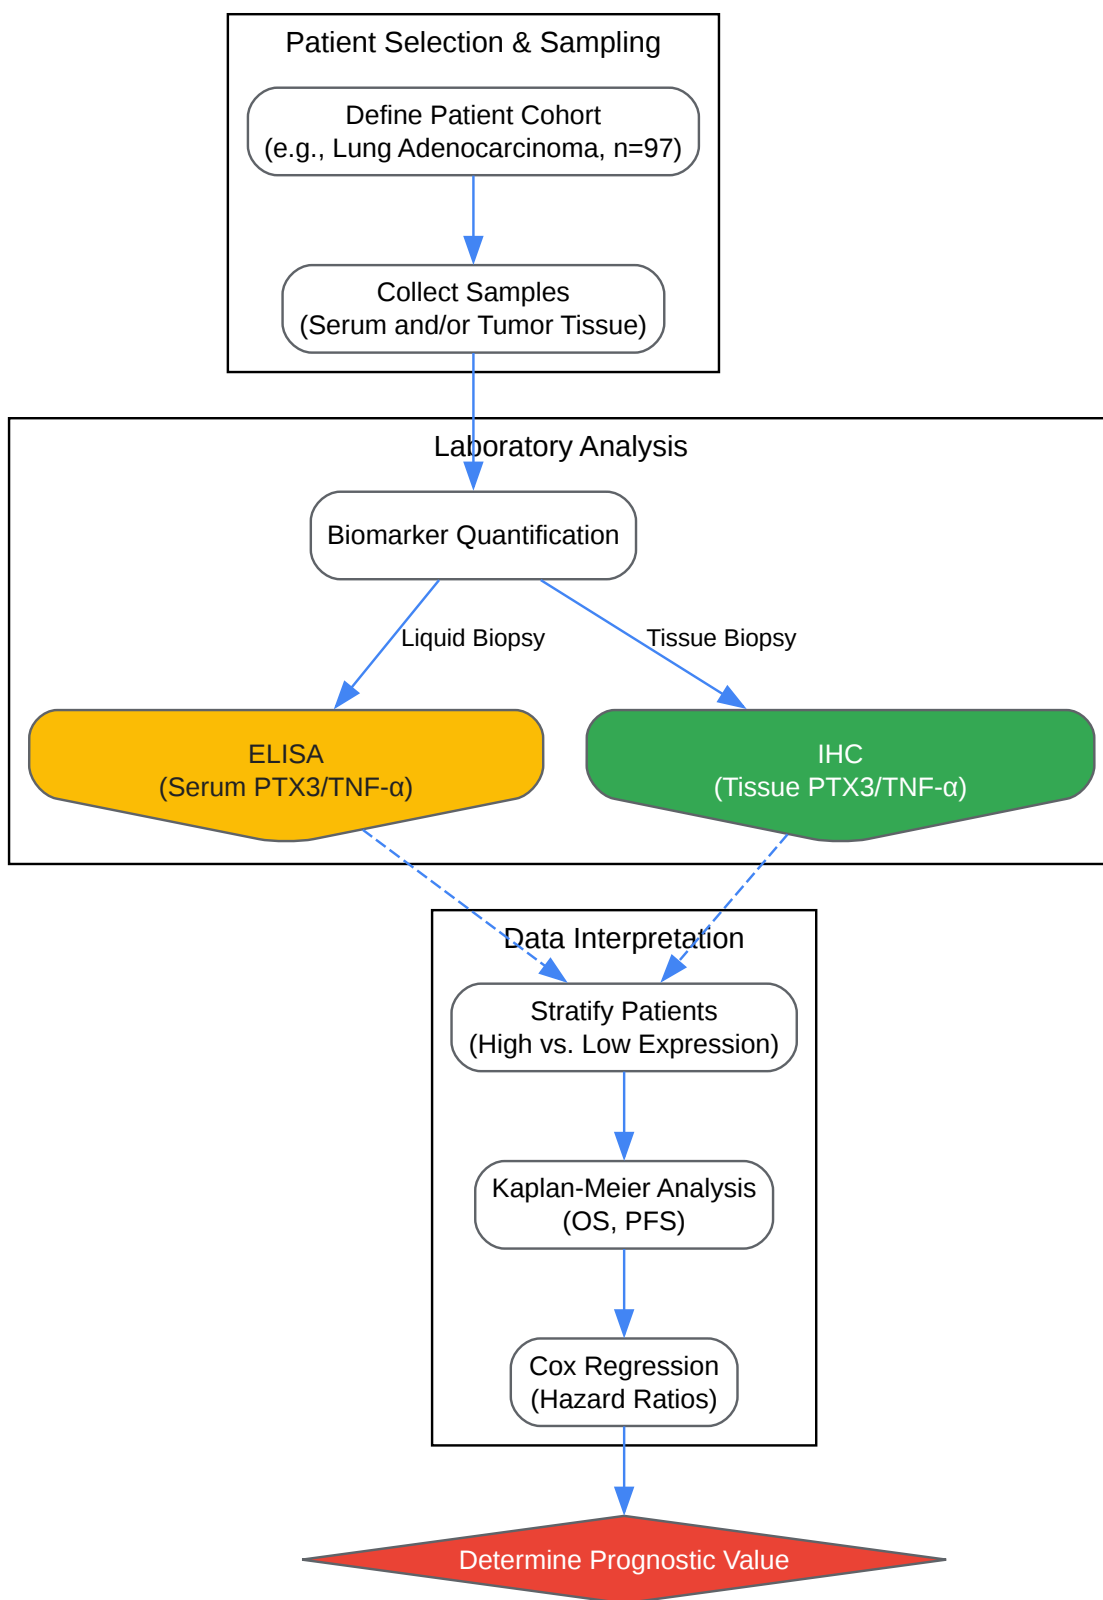 Patient Selection & Sampling
Define Patient Cohort
(e.g., Lung Adenocarcinoma, n=97)
Collect Samples
(Serum and/or Tumor Tissue)
Laboratory Analysis
Biomarker Quantification
Liquid Biopsy
Tissue Biopsy
ELISA
(Serum PTX3/TNF-α)
IHC
(Tissue PTX3/TNF-α)
Data Interpretation
Stratify Patients
(High vs. Low Expression)
Kaplan-Meier Analysis
(OS, PFS)
Cox Regression
(Hazard Ratios)
Determine Prognostic Value